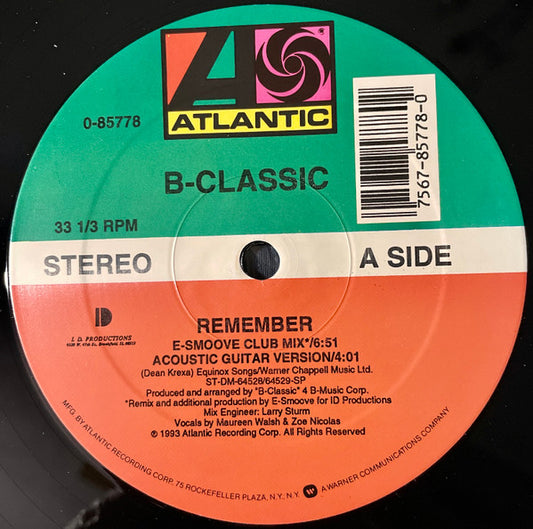 ATLANTIC
0-85778
B-CLASSIC
7567-85778-0
33 1/3 RPM
STEREO
A SIDE
ID
I. D. PRODUCTIONS
REMEMBER
E-SMOOVE CLUB MIX*/6:51
ACOUSTIC GUITAR VERSION/4:01
(Dean Krexa) Equinox Songs/Warner Chappell Music Ltd.
ST-DM-64528/64529-SP
Produced and arranged by "B-Classic" 4 B-Music Corp.
*Remix and additional production by E-Smoove for ID Productions
Mix Engineer: Larry Sturm
Vocals by Maureen Walsh & Zoe Nicolas
℗ 1993 Atlantic Recording Corp. All Rights Reserved
MFG. BY ATLANTIC RECORDING CORP. 75 ROCKEFELLER PLAZA, N.Y. N.Y. A WARNER COMMUNICATIONS COMPANY